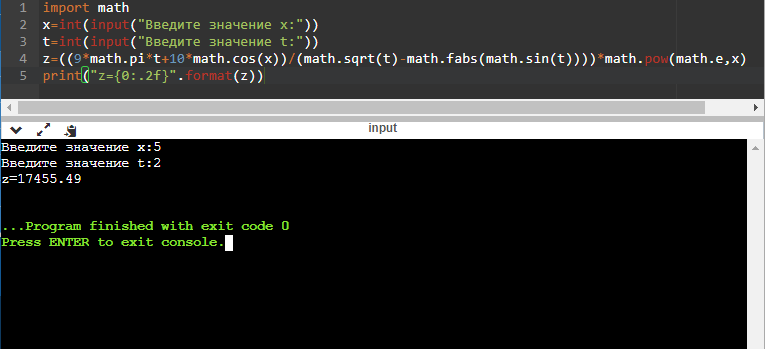 1 import math
2 x=int(input("Введите значение x:"))
3 t=int(input("Введите значение t:"))
4 z=((9*math.pi*t+10*math.cos(x))/(math.sqrt(t)-math.fabs(math.sin(t))))*math.pow(math.e,x)
5 print("z={0:.2f}".format(z))
input
Введите значение x:5
Введите значение t:2
z=17455.49
...Program finished with exit code 0
Press ENTER to exit console.